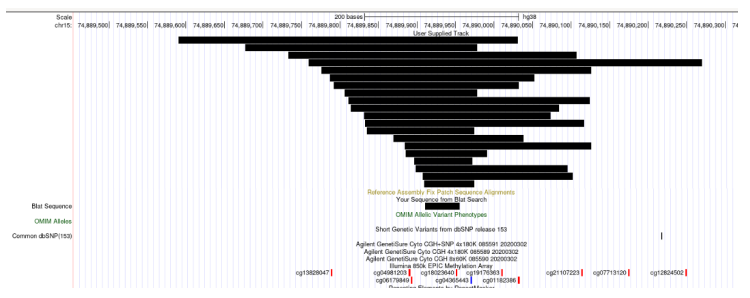 Scale 200 bases hg38
chr15: 74,889,500 74,889,550 74,889,600 74,889,650 74,889,700 74,889,750 74,889,800 74,889,850 74,889,900 74,889,950 74,890,000 74,890,050 74,890,100 74,890,150 74,890,200 74,890,250 74,890,300 74
User Supplied Track
Reference Assembly Fix Patch Sequence Alignments
Your Sequence from Blat Search
Blat Sequence
OMIM Allelic Variant Phenotypes
OMIM Alleles
Short Genetic Variants from dbSNP release 153
Common dbSNP(153)
Agilent GenetiSure Cyto CGH+SNP 4x180K 085591 20200302
Agilent GenetiSure Cyto CGH 4x180K 085589 20200302
Agilent GenetiSure Cyto CGH 8x60K 085590 20200302
Illumina 850k EPIC Methylation Array
cg13828047 cg04981203 cg18023640 cg19176363 cg21107223 cg07713120 cg12824502
cg06179849 cg04365443 cg01182386
Repeating Elements by RepeatMasker